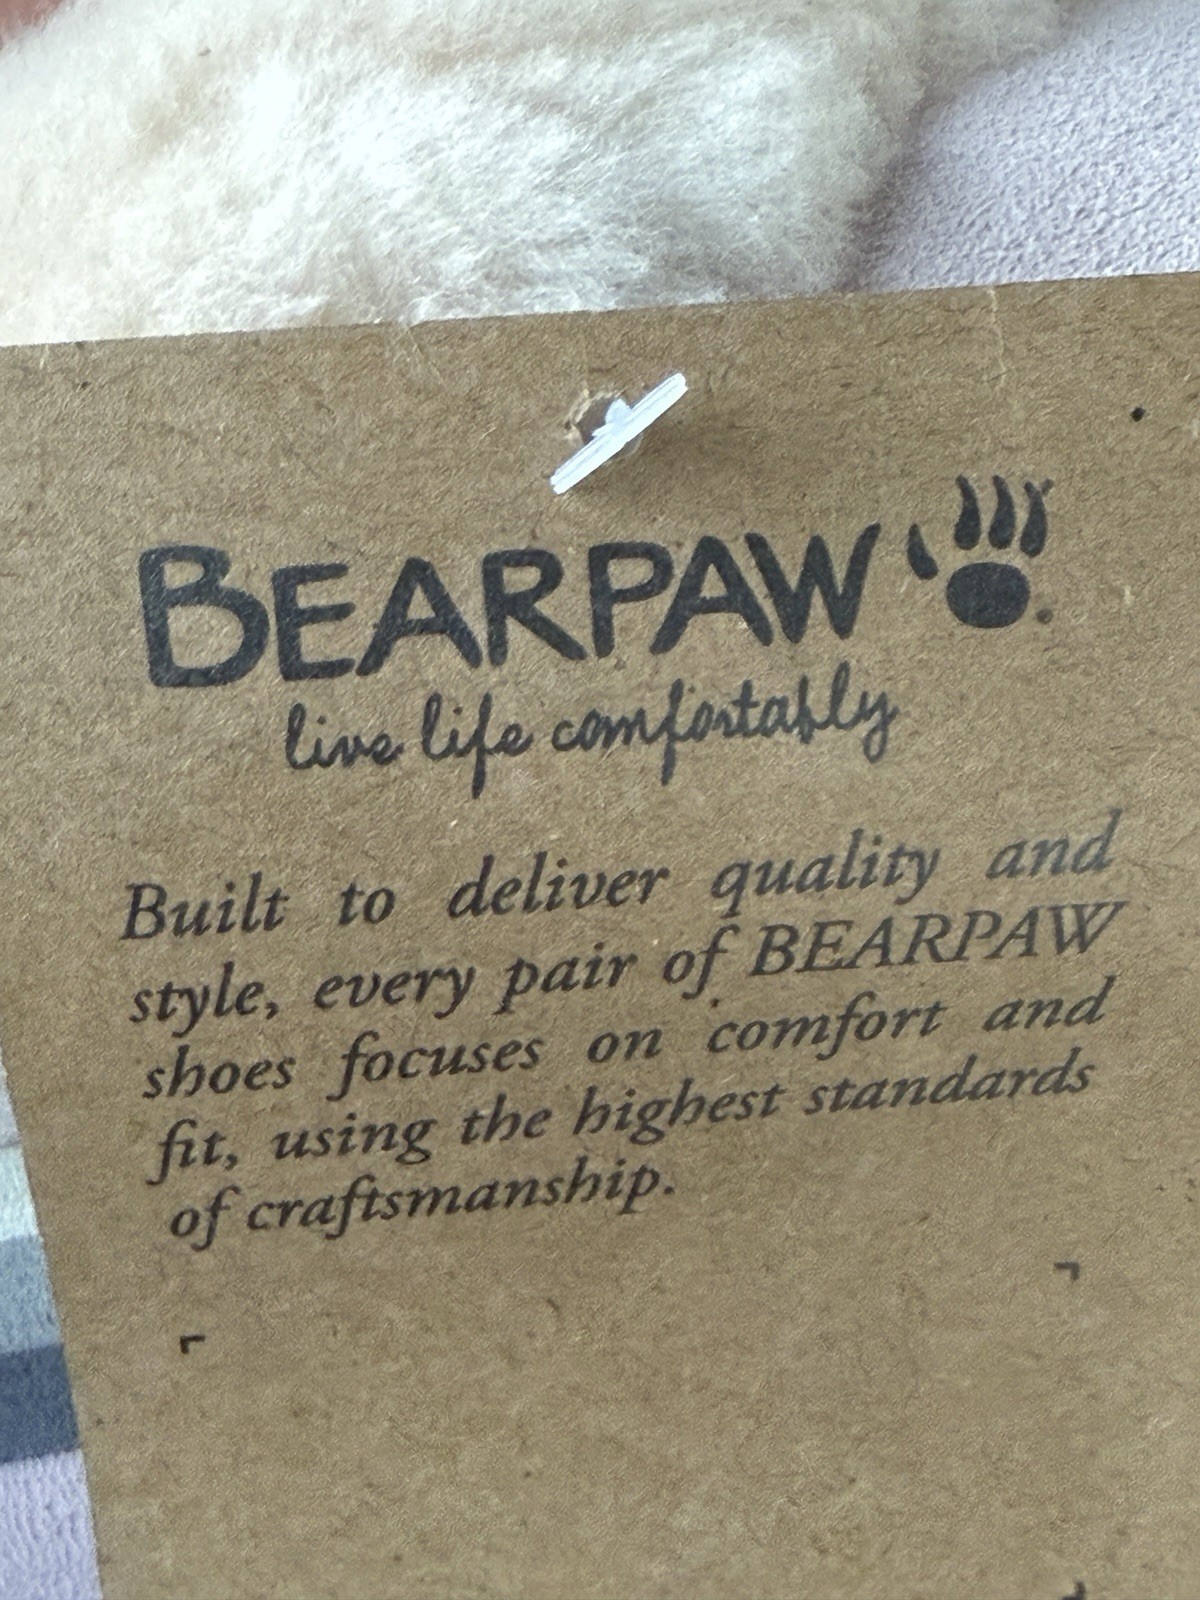 BEARPAW
live life comfortably
Built to deliver quality and
style, every pair of BEARPAW
shoes focuses on comfort and
fit, using the highest standards
of craftsmanship.